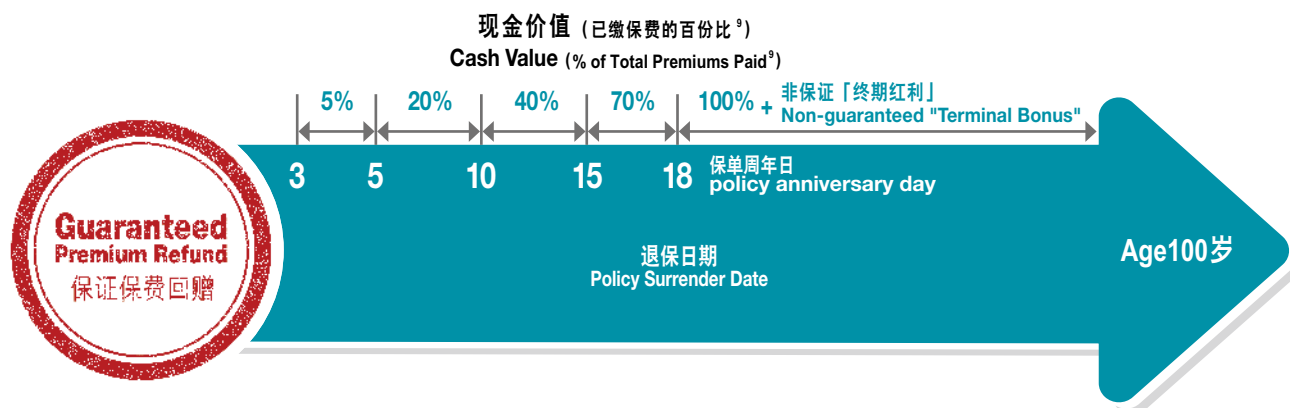 现金价值 (已缴保费的百份比⁹)
Cash Value (% of Total Premiums Paid⁹)
5% 20% 40% 70% 100% + 非保证「终期红利」
Non-guaranteed "Terminal Bonus"
3 5 10 15 18 保单周年日
policy anniversary day
Guaranteed
Premium Refund
保证保费回赠
退保日期
Policy Surrender Date
Age100岁